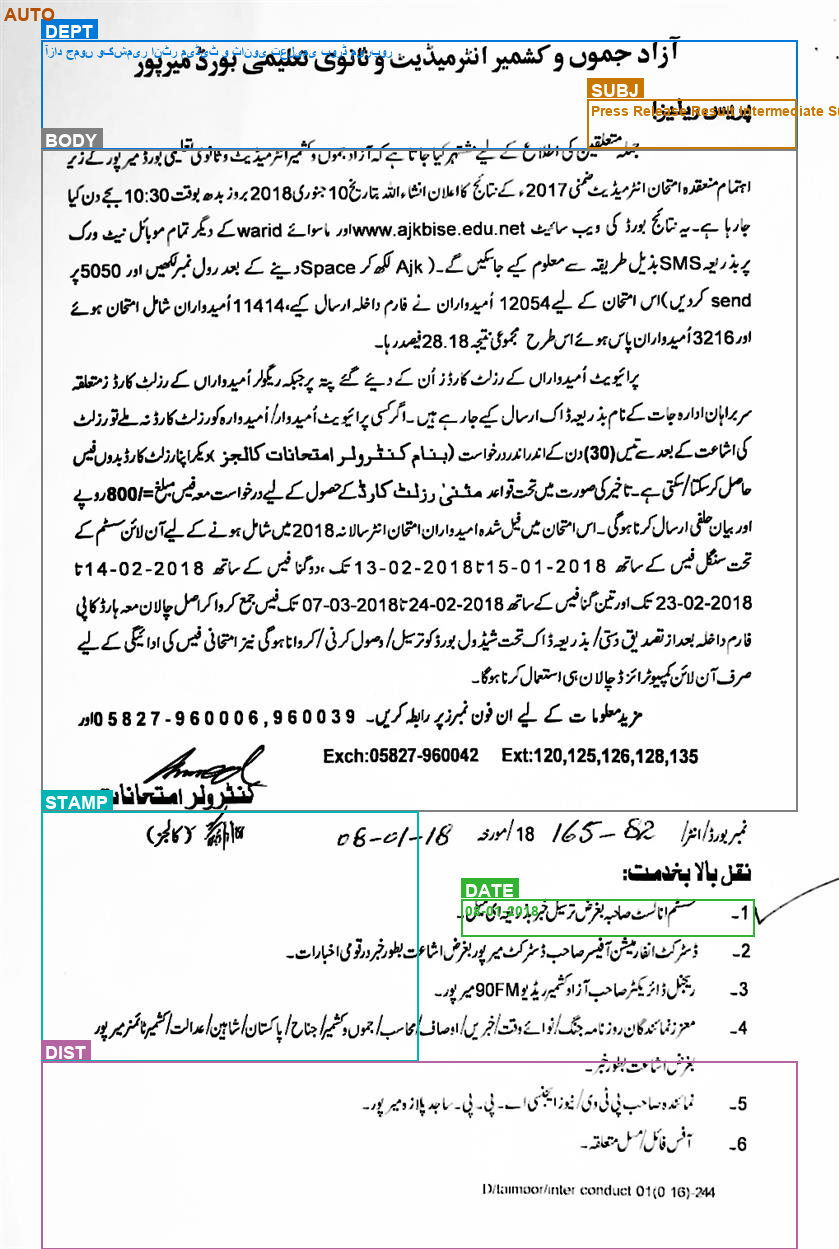 AUTO
DEPT
آزاد جموں و کشمیر انٹرمیڈیٹ و ثانوی تعلیمی بورڈ میرپور
SUBJ
پریس ریلیز
Press Release Result Intermediate Su
BODY
جملہ متعلقین کی اطلاع کے لیے مشتہر کیا جاتا ہے کہ آزاد جموں و کشمیر انٹرمیڈیٹ و ثانوی تعلیمی بورڈ میرپور کے زیر
اہتمام منعقدہ امتحان انٹرمیڈیٹ ضمنی 2017ء کے نتائج کا اعلان انشاء اللہ بتاریخ 10 جنوری 2018 بروز بدھ بوقت 10:30 بجے دن کیا
جا رہا ہے۔ یہ نتائج بورڈ کی ویب سائیٹ www.ajkbise.edu.net اور ماسوائے warid کے دیگر تمام موبائل نیٹ ورک
پر بذریعہ SMS بذیل طریقہ سے معلوم کیے جا سکیں گے۔ ( Ajk لکھ کر Space دینے کے بعد رول نمبر لکھیں اور 5050 پر
send کر دیں) اس امتحان کے لیے 12054 اُمیدواران نے فارم داخلہ ارسال کیے، 11414 اُمیدواران شامل امتحان ہوئے
اور 3216 اُمیدواران پاس ہوئے اس طرح مجموعی نتیجہ 28.18 فیصد رہا۔
پرائیویٹ اُمیدواراں کے رزلٹ کارڈز اُن کے دیئے گئے پتہ پر جبکہ ریگولر اُمیدواراں کے رزلٹ کارڈز متعلقہ
سربراہان ادارہ جات کے نام بذریعہ ڈاک ارسال کیے جا رہے ہیں۔ اگر کسی پرائیویٹ اُمیدوار/ اُمیدوارہ کو رزلٹ کارڈ نہ ملے تو رزلٹ
کی اشاعت کے بعد سے تیس (30) دن کے اندر اندر درخواست (بنام کنٹرولر امتحانات کالجز) دیکر اپنا رزلٹ کارڈ بدوں فیس
حاصل کر سکتا/سکتی ہے۔ تاخیر کی صورت میں تحت قواعد مثنیٰ رزلٹ کارڈ کے حصول کے لیے درخواست معہ فیس مبلغ =/800 روپے
اور بیان حلفی ارسال کرنا ہوگی۔ اس امتحان میں فیل شدہ امیدواران امتحان انٹر سالانہ 2018 میں شامل ہونے کے لیے آن لائن سسٹم کے
تحت سنگل فیس کے ساتھ 15-01-2018 تا 13-02-2018 تک، دو گنا فیس کے ساتھ 14-02-2018 تا
23-02-2018 تک اور تین گنا فیس کے ساتھ 24-02-2018 تا 07-03-2018 تک فیس جمع کروا کر اصل چالان معہ ہارڈ کاپی
فارم داخلہ بعد از تصدیق دستی/ بذریعہ ڈاک تحت شیڈول بورڈ کو ترسیل/ وصول کرنی/ کروانا ہوگی نیز امتحانی فیس کی ادائیگی کے لیے
صرف آن لائن کمپیوٹرائزڈ چالان ہی استعمال کرنا ہوگا۔
مزید معلومات کے لیے ان فون نمبرز پر رابطہ کریں۔ 05827-960006, 960039 اور
Exch:05827-960042 Ext:120,125,126,128,135
کنٹرولر امتحانات
STAMP
(کالجز)
نمبر بورڈ/انٹر/ 165-82 /18 مورخہ 08-01-18
نقل بالا بخدمت:
DATE
08-01-2018
1۔ سسٹم انالسٹ صاحبہ بغرض ترسیل خبر
2۔ ڈسٹرکٹ انفارمیشن آفیسر صاحب ڈسٹرکٹ میرپور بغرض اشاعت بطور خبر در قومی اخبارات۔
3۔ ریجنل ڈائریکٹر صاحب آزاد کشمیر ریڈیو 90FM میرپور۔
4۔ معزز نمائندگان روزنامہ جنگ/ نوائے وقت/ خبریں/ اوصاف/ محاسب/ جموں و کشمیر/ جناح/ پاکستان/ شاہین/ عدالت/ کشمیر ٹائمز میرپور
بغرض اشاعت بطور خبر۔
DIST
5۔ نمائندہ صاحب پی ٹی وی/ نیوز ایجنسی اے۔ پی۔ پی۔ ساجد پلازہ میرپور۔
6۔ آفس فائل/ مسل متعلقہ۔
D/taimoor/inter conduct 01(0 16)-244